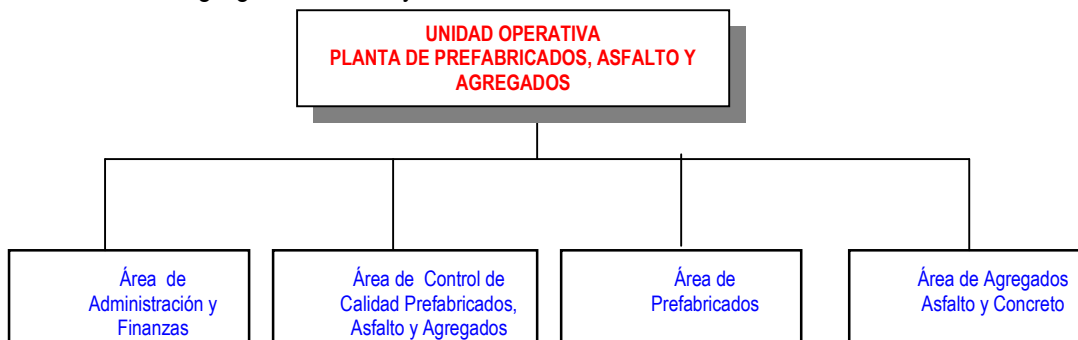 UNIDAD OPERATIVA
PLANTA DE PREFABRICADOS, ASFALTO Y
AGREGADOS
Área de
Administración y
Finanzas
Área de Control de
Calidad Prefabricados,
Asfalto y Agregados
Área de
Prefabricados
Área de Agregados
Asfalto y Concreto